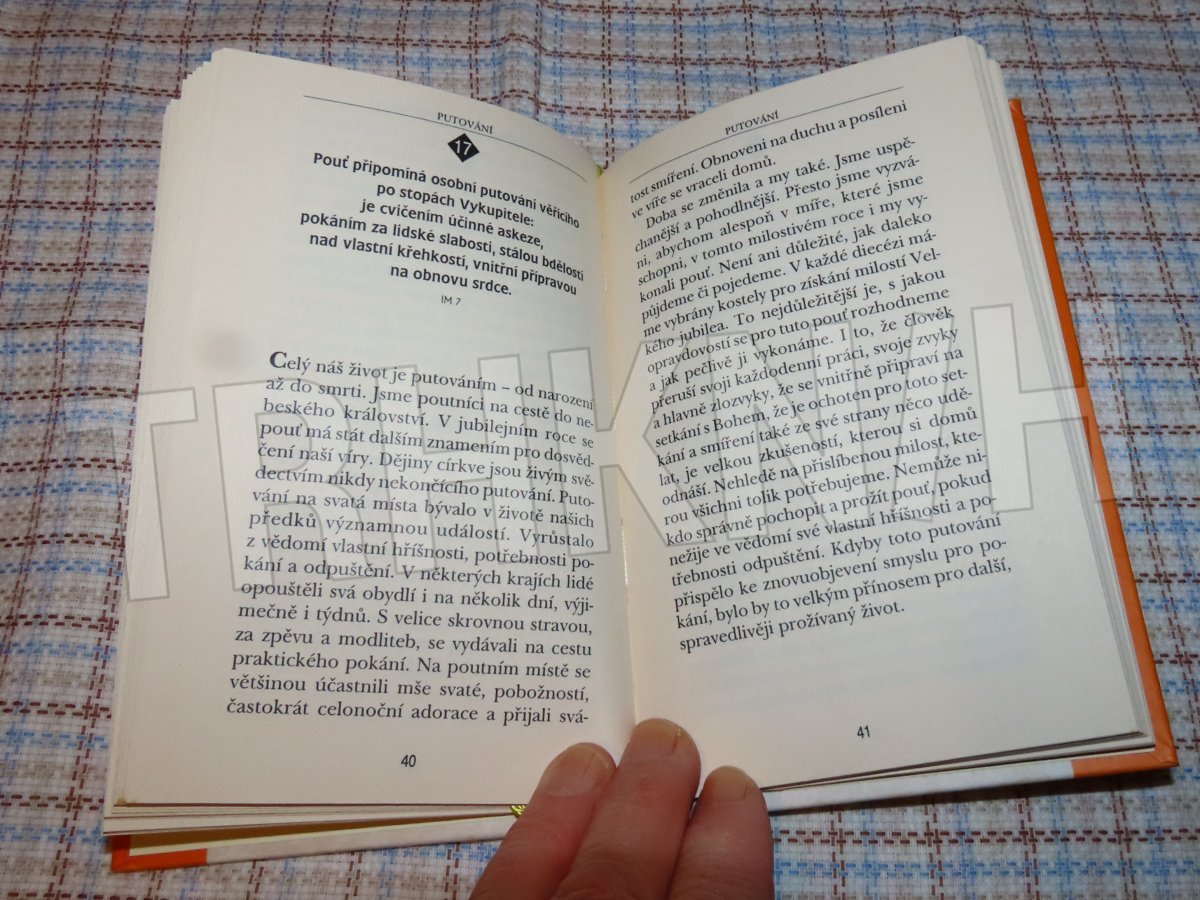 PUTOVÁNÍ
17
Pouť připomíná osobní putování věřícího
po stopách Vykupitele:
je cvičením účinné askeze,
pokáním za lidské slabosti, stálou bdělostí
nad vlastní křehkostí, vnitřní přípravou
na obnovu srdce.
IM 7
Celý náš život je putováním – od narození
až do smrti. Jsme poutníci na cestě do ne-
beského království. V jubilejním roce se
pouť má stát dalším znamením pro dosvěd-
čení naší víry. Dějiny církve jsou živým svě-
dectvím nikdy nekončícího putování. Puto-
vání na svatá místa bývalo v životě našich
předků významnou událostí. Vyrůstalo
z vědomí vlastní hříšnosti, potřebnosti po-
kání a odpuštění. V některých krajích lidé
opouštěli svá obydlí i na několik dní, výji-
mečně i týdnů. S velice skrovnou stravou,
za zpěvu a modliteb, se vydávali na cestu
praktického pokání. Na poutním místě se
většinou účastnili mše svaté, pobožností,
častokrát celonoční adorace a přijali svá-
40
PUTOVÁNÍ
tost smíření. Obnoveni na duchu a posíleni
ve víře se vraceli domů.
Doba se změnila a my také. Jsme uspě-
chanější a pohodlnější. Přesto jsme vyzvá-
ni, abychom alespoň v míře, které jsme
schopni, v tomto milostivém roce i my vy-
konali pouť. Není ani důležité, jak daleko
půjdeme či pojedeme. V každé diecézi má-
me vybrány kostely pro získání milostí Vel-
kého jubilea. To nejdůležitější je, s jakou
opravdovostí se pro tuto pouť rozhodneme
a jak pečlivě ji vykonáme. I to, že člověk
přeruší svoji každodenní práci, svoje zvyky
a hlavně zlozvyky, že se vnitřně připraví na
setkání s Bohem, že je ochoten pro toto set-
kání a smíření také ze své strany něco udě-
lat, je velkou zkušeností, kterou si domů
odnáší. Nehledě na přislíbenou milost, kte-
rou všichni tolik potřebujeme. Nemůže ni-
kdo správně pochopit a prožít pouť, pokud
nežije ve vědomí své vlastní hříšnosti a po-
třebnosti odpuštění. Kdyby toto putování
přispělo ke znovuobjevení smyslu pro po-
kání, bylo by to velkým přínosem pro další,
spravedlivěji prožívaný život.
41
TRHKNIH